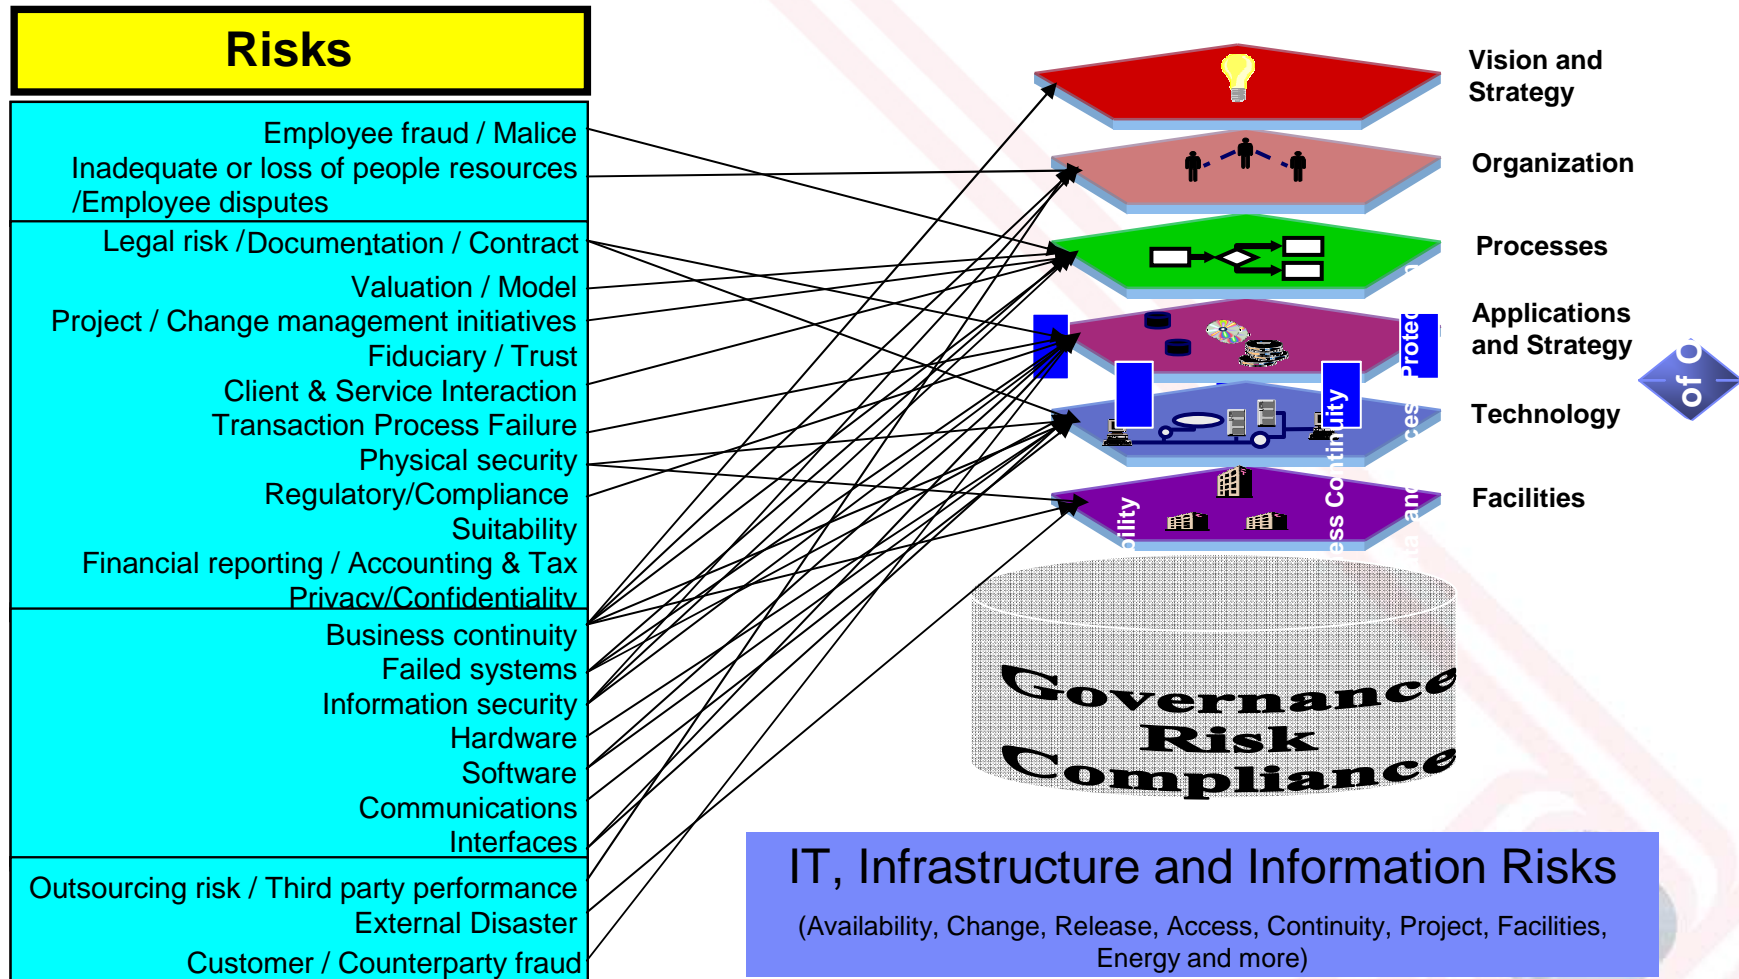 Risks
Employee fraud / Malice
Inadequate or loss of people resources
/Employee disputes
Legal risk /Documentation / Contract
Valuation / Model
Project / Change management initiatives
Fiduciary / Trust
Client & Service Interaction
Transaction Process Failure
Physical security
Regulatory/Compliance
Suitability
Financial reporting / Accounting & Tax
Privacy/Confidentiality
Business continuity
Failed systems
Information security
Hardware
Software
Communications
Interfaces
Outsourcing risk / Third party performance
External Disaster
Customer / Counterparty fraud
Vision and
Strategy
Organization
Processes
Applications
and Strategy
Technology
Facilities
Continuity
of
Governance
Risk
Compliance
IT, Infrastructure and Information Risks
(Availability, Change, Release, Access, Continuity, Project, Facilities,
Energy and more)